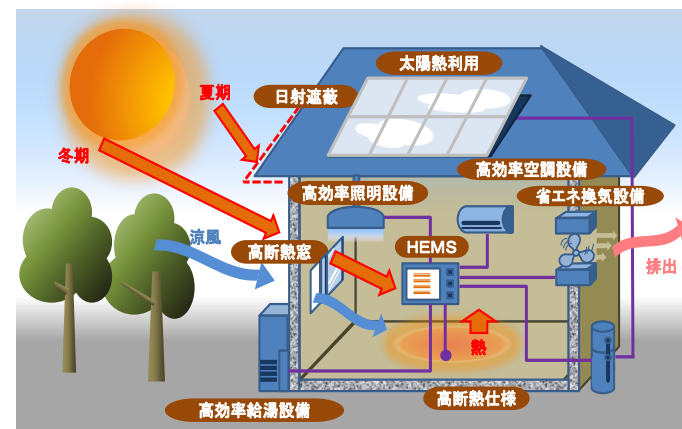 太陽熱利用
夏期
日射遮蔽
冬期
高効率空調設備
高効率照明設備
省エネ換気設備
涼風
高断熱窓
HEMS
排出
熱
高断熱仕様
高効率給湯設備